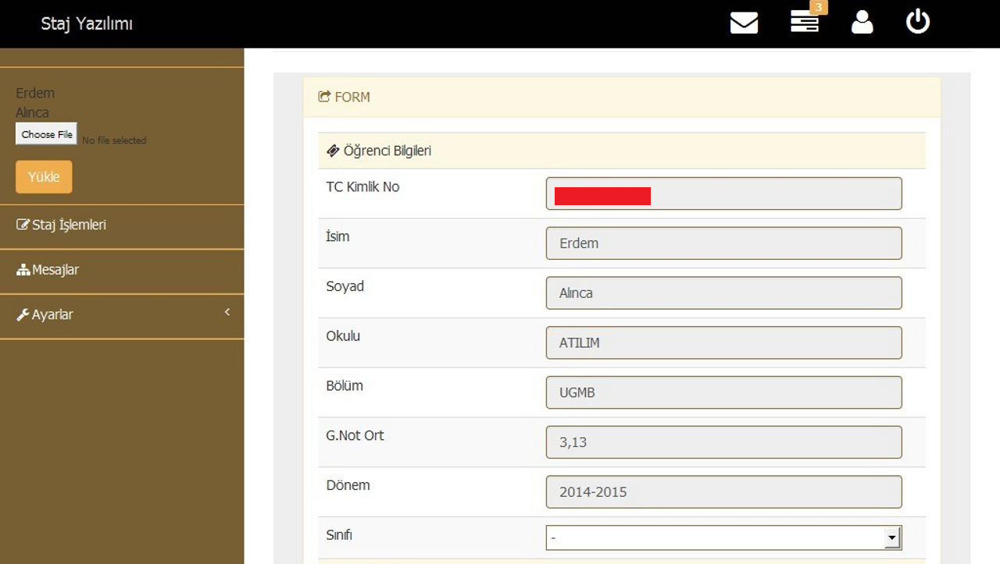 Staj Yazılımı
3
Erdem
Alınca
Choose File No file selected
Yükle
Staj İşlemleri
Mesajlar
Ayarlar
FORM
Öğrenci Bilgileri
TC Kimlik No
İsim Erdem
Soyad Alınca
Okulu ATILIM
Bölüm UGMB
G.Not Ort 3,13
Dönem 2014-2015
Sınıfı -